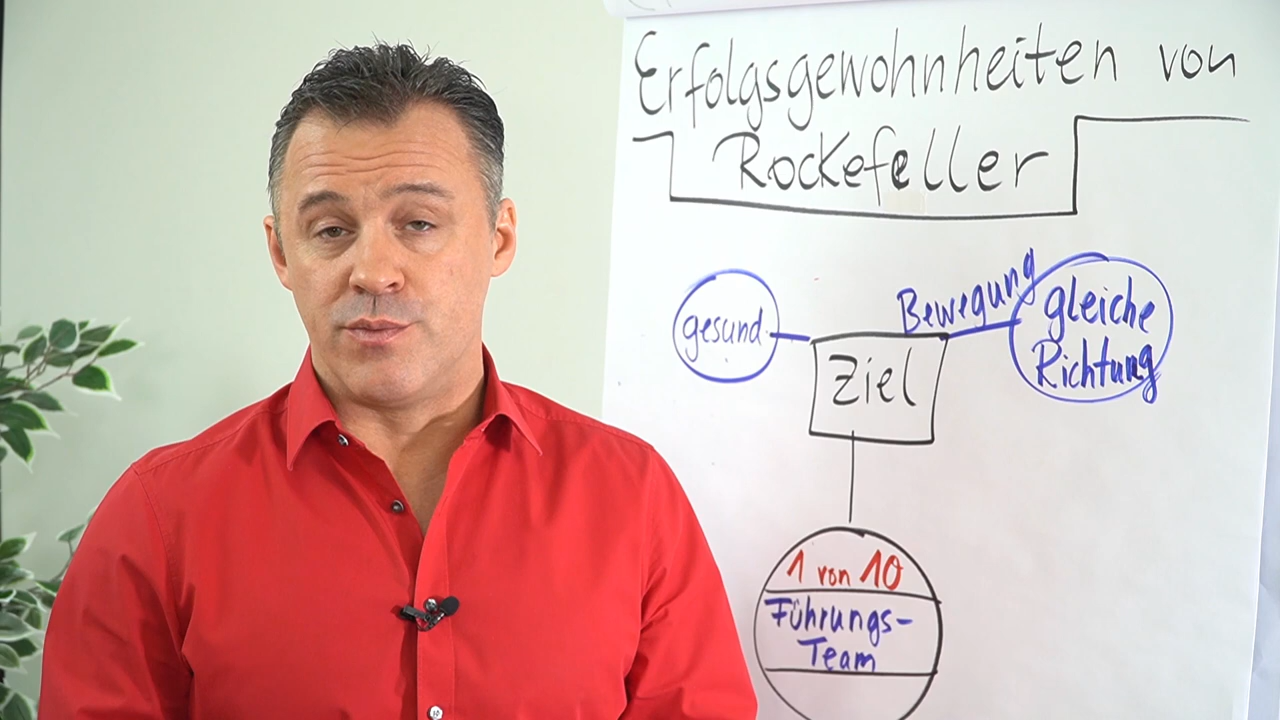 Erfolgsgewohnheiten von
Rockefeller
gesund
Bewegung
gleiche
Richtung
Ziel
1 von 10
Führungs-
Team